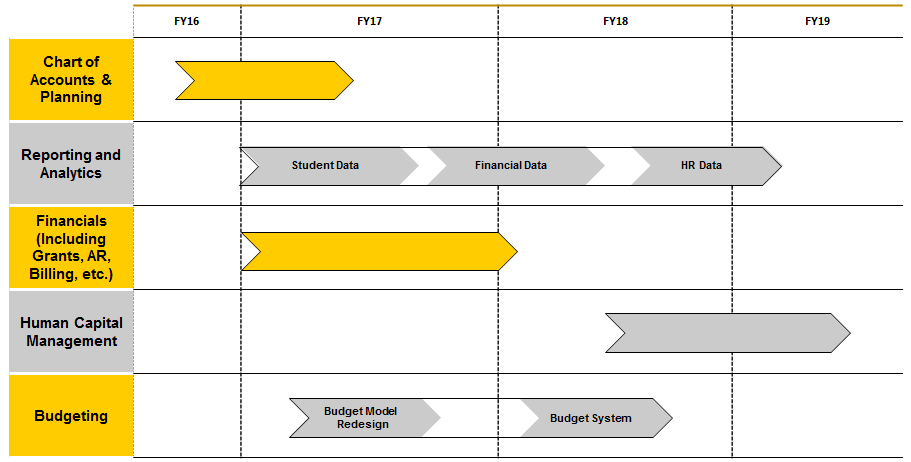 FY16 FY17 FY18 FY19
Chart of
Accounts &
Planning
Reporting and
Analytics
Student Data Financial Data HR Data
Financials
(Including
Grants, AR,
Billing, etc.)
Human Capital
Management
Budgeting
Budget Model
Redesign
Budget System